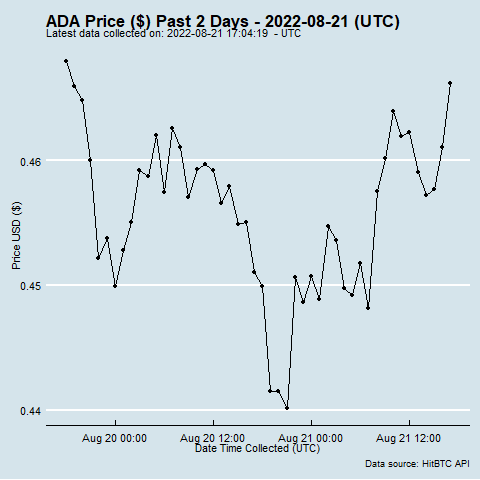 ADA Price ($) Past 2 Days - 2022-08-21 (UTC)
Latest data collected on: 2022-08-21 17:04:19 - UTC
0.46
0.45
0.44
Price USD ($)
Aug 20 00:00 Aug 20 12:00 Aug 21 00:00 Aug 21 12:00
Date Time Collected (UTC)
Data source: HitBTC API